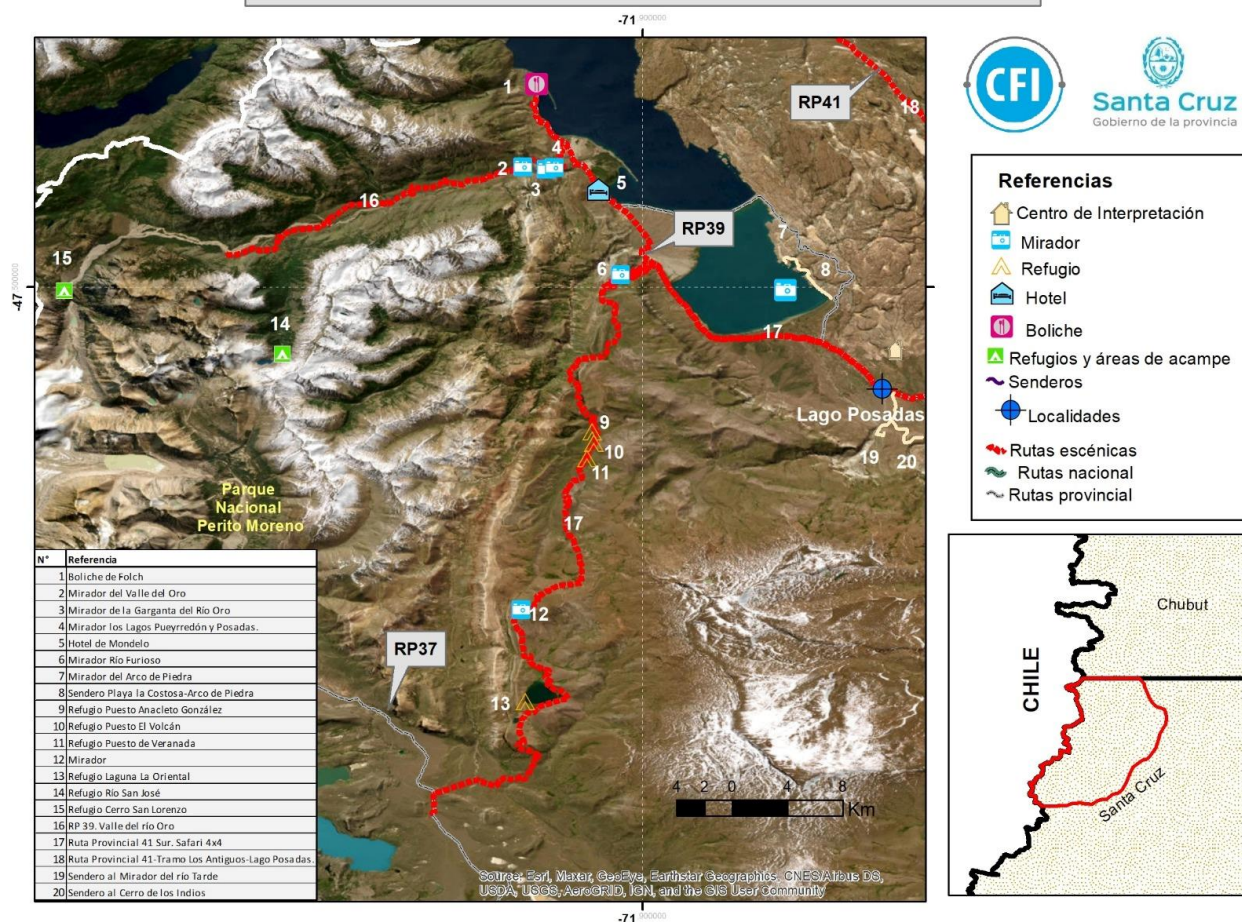 -71 900000
1
RP41
18
4
2
3
5
16
RP39
7
8
15
6
-47 500000
14
17
Lago Posadas
9
10
11
19
20
Parque
Nacional
Perito Moreno
17
12
RP37
13
4 2 0 4 8
Km
Source: Esri, Maxar, GeoEye, Earthstar Geographics, CNES/Airbus DS,
USDA, USGS, AeroGRID, IGN, and the GIS User Community
-71 900000
N° Referencia
1 Boliche de Folch
2 Mirador del Valle del Oro
3 Mirador de la Garganta del Río Oro
4 Mirador los Lagos Pueyrredón y Posadas.
5 Hotel de Mondelo
6 Mirador Río Furioso
7 Mirador del Arco de Piedra
8 Sendero Playa la Costosa-Arco de Piedra
9 Refugio Puesto Anacleto González
10 Refugio Puesto El Volcán
11 Refugio Puesto de Veranada
12 Mirador
13 Refugio Laguna La Oriental
14 Refugio Río San José
15 Refugio Cerro San Lorenzo
16 RP 39. Valle del río Oro
17 Ruta Provincial 41 Sur. Safari 4x4
18 Ruta Provincial 41-Tramo Los Antiguos-Lago Posadas.
19 Sendero al Mirador del río Tarde
20 Sendero al Cerro de los Indios
CFI
Santa Cruz
Gobierno de la provincia
Referencias
Centro de Interpretación
Mirador
Refugio
Hotel
Boliche
Refugios y áreas de acampe
Senderos
Localidades
Rutas escénicas
Rutas nacional
Rutas provincial
Chubut
CHILE
Santa Cruz